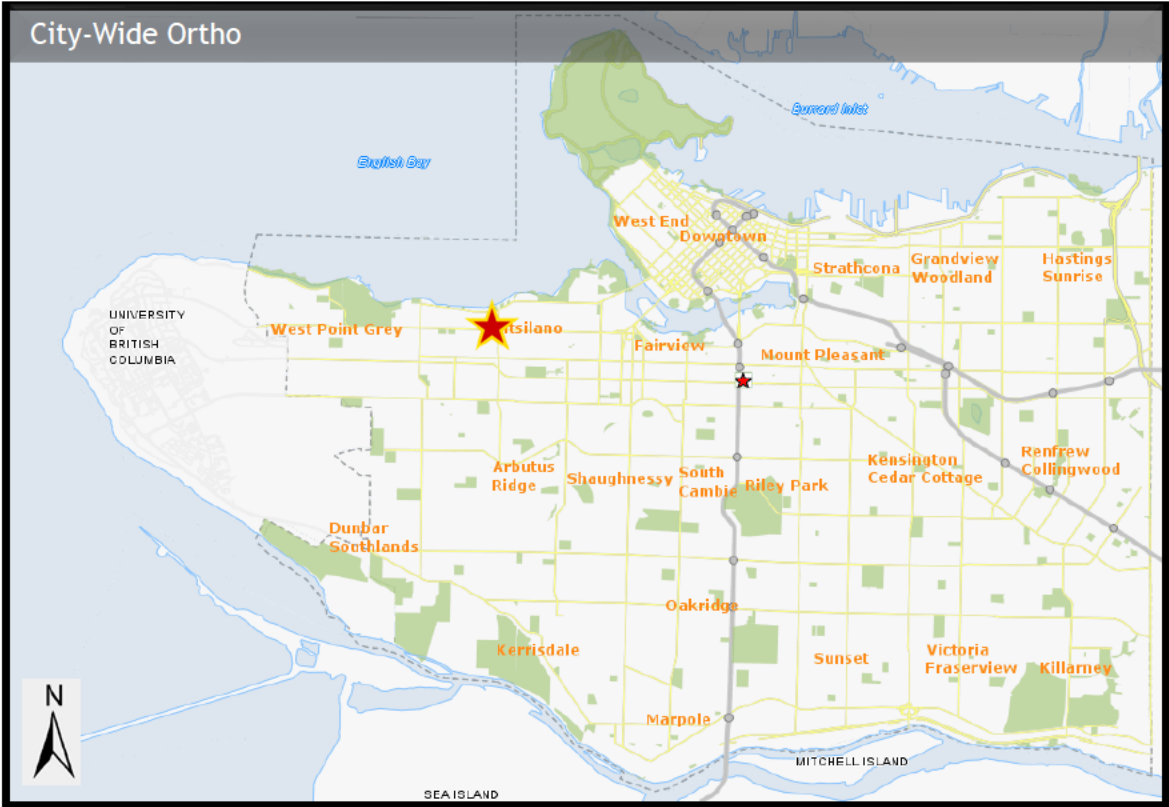 City-Wide Ortho
Burrard Inlet
English Bay
West End
Downtown
Strathcona
Grandview
Woodland
Hastings
Sunrise
UNIVERSITY
OF
BRITISH
COLUMBIA
West Point Grey
tsilano
Fairview
Mount Pleasant
Arbutus
Ridge
Shaughnessy
South
Cambie
Riley Park
Kensington
Cedar Cottage
Renfrew
Collingwood
Dunbar
Southlands
Oakridge
Kerrisdale
Sunset
Victoria
Fraserview
Killarney
N
Marpole
MITCHELL ISLAND
SEA ISLAND